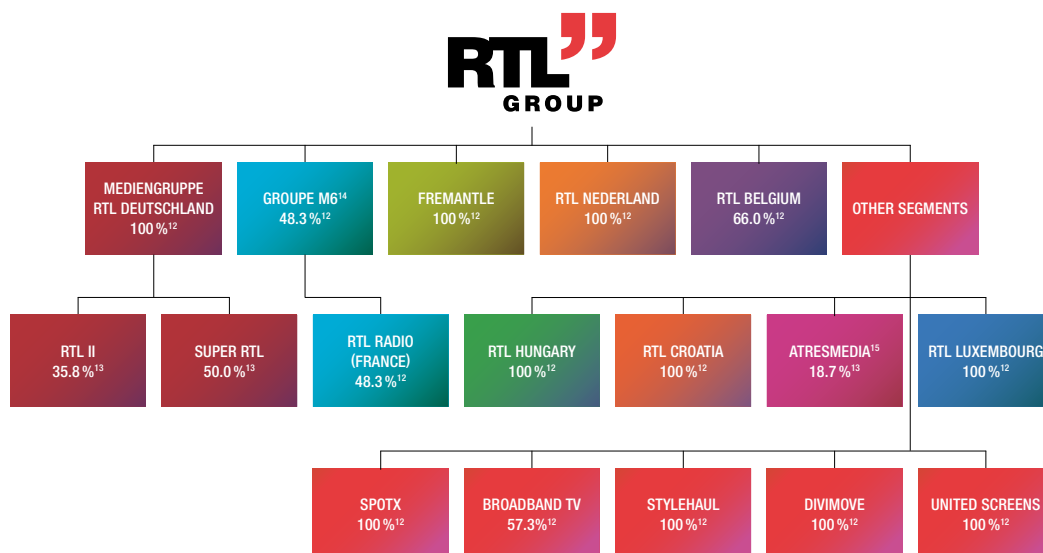 RTL
GROUP
MEDIENGRUPPE
RTL DEUTSCHLAND
100 %12
GROUPE M614
48.3 %12
FREMANTLE
100 %12
RTL NEDERLAND
100 %12
RTL BELGIUM
66.0 %12
OTHER SEGMENTS
RTL II
35.8 %13
SUPER RTL
50.0 %13
RTL RADIO
(FRANCE)
48.3 %12
RTL HUNGARY
100 %12
RTL CROATIA
100 %12
ATRESMEDIA15
18.7 %13
RTL LUXEMBOURG
100 %12
SPOTX
100 %12
BROADBAND TV
57.3%12
STYLEHAUL
100 %12
DIVIMOVE
100 %12
UNITED SCREENS
100 %12